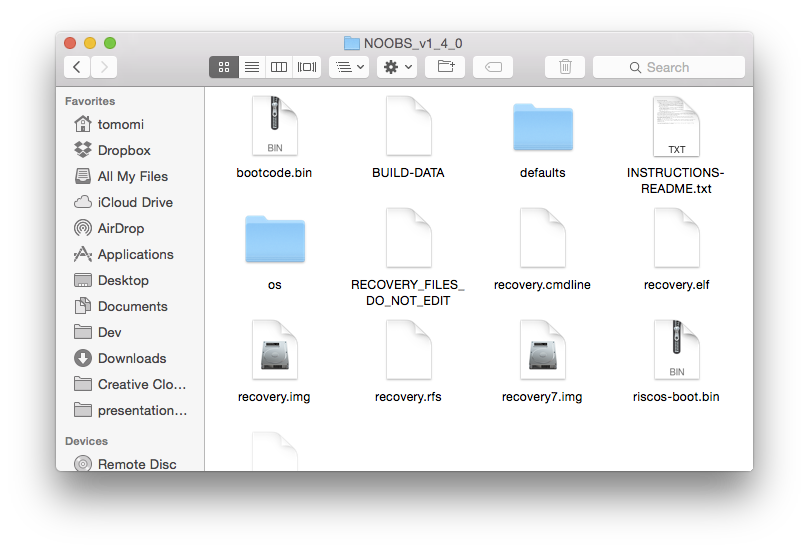 NOOBS_v1_4_0
Search
Favorites
tomomi
Dropbox
All My Files
iCloud Drive
AirDrop
Applications
Desktop
Documents
Dev
Downloads
Creative Clo...
presentation...
Devices
Remote Disc
BIN
TXT
bootcode.bin
BUILD-DATA
defaults
INSTRUCTIONS-
README.txt
os
RECOVERY_FILES_
DO_NOT_EDIT
recovery.cmdline
recovery.elf
BIN
recovery.img
recovery.rfs
recovery7.img
riscos-boot.bin